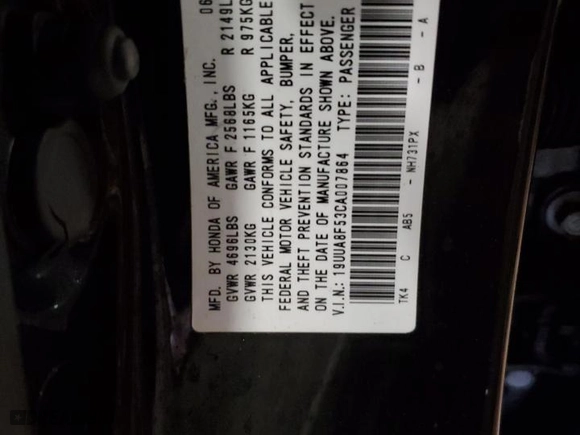 MFD. BY HONDA OF AMERICA MFG., INC. 06
GVWR 4696LBS GAWR F 2568LBS R 2149L
GVWR 2130KG GAWR F 1165KG R 975KG
THIS VEHICLE CONFORMS TO ALL APPLICABLE
FEDERAL MOTOR VEHICLE SAFETY, BUMPER,
AND THEFT PREVENTION STANDARDS IN EFFECT
ON THE DATE OF MANUFACTURE SHOWN ABOVE.
V.I.N.: 19UUA8F53CA007864 TYPE: PASSENGER
TK4 C AB5 - NH731PX - B - A